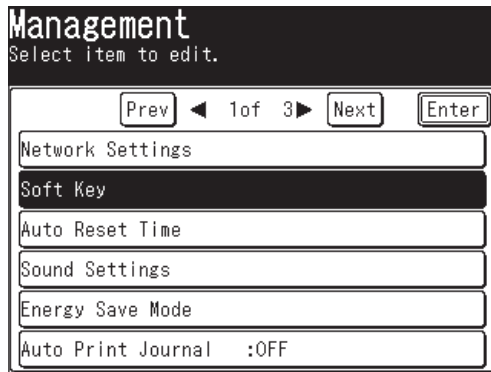 Management
Select item to edit.
Prev ◀ 1of 3▶ Next Enter
Network Settings
Soft Key
Auto Reset Time
Sound Settings
Energy Save Mode
Auto Print Journal :OFF